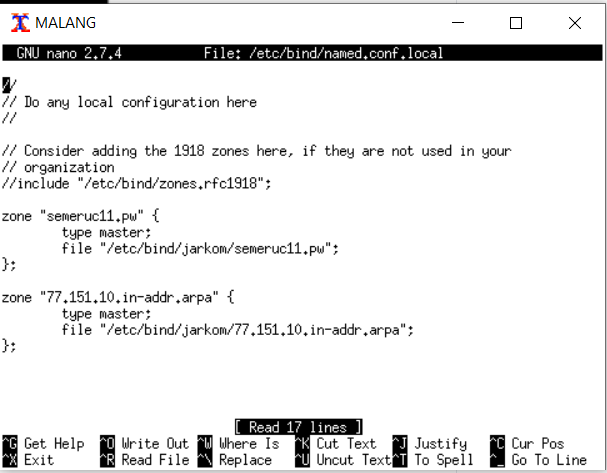 MALANG
GNU nano 2.7.4 File: /etc/bind/named.conf.local
//
// Do any local configuration here
//
// Consider adding the 1918 zones here, if they are not used in your
// organization
//include "/etc/bind/zones.rfc1918";
zone "semeruc11.pw" {
type master;
file "/etc/bind/jarkom/semeruc11.pw";
};
zone "77.151.10.in-addr.arpa" {
type master;
file "/etc/bind/jarkom/77.151.10.in-addr.arpa";
};
[ Read 17 lines ]
^G Get Help ^O Write Out ^W Where Is ^K Cut Text ^J Justify ^C Cur Pos
^X Exit ^R Read File ^\ Replace ^U Uncut Text ^T To Spell ^_ Go To Line